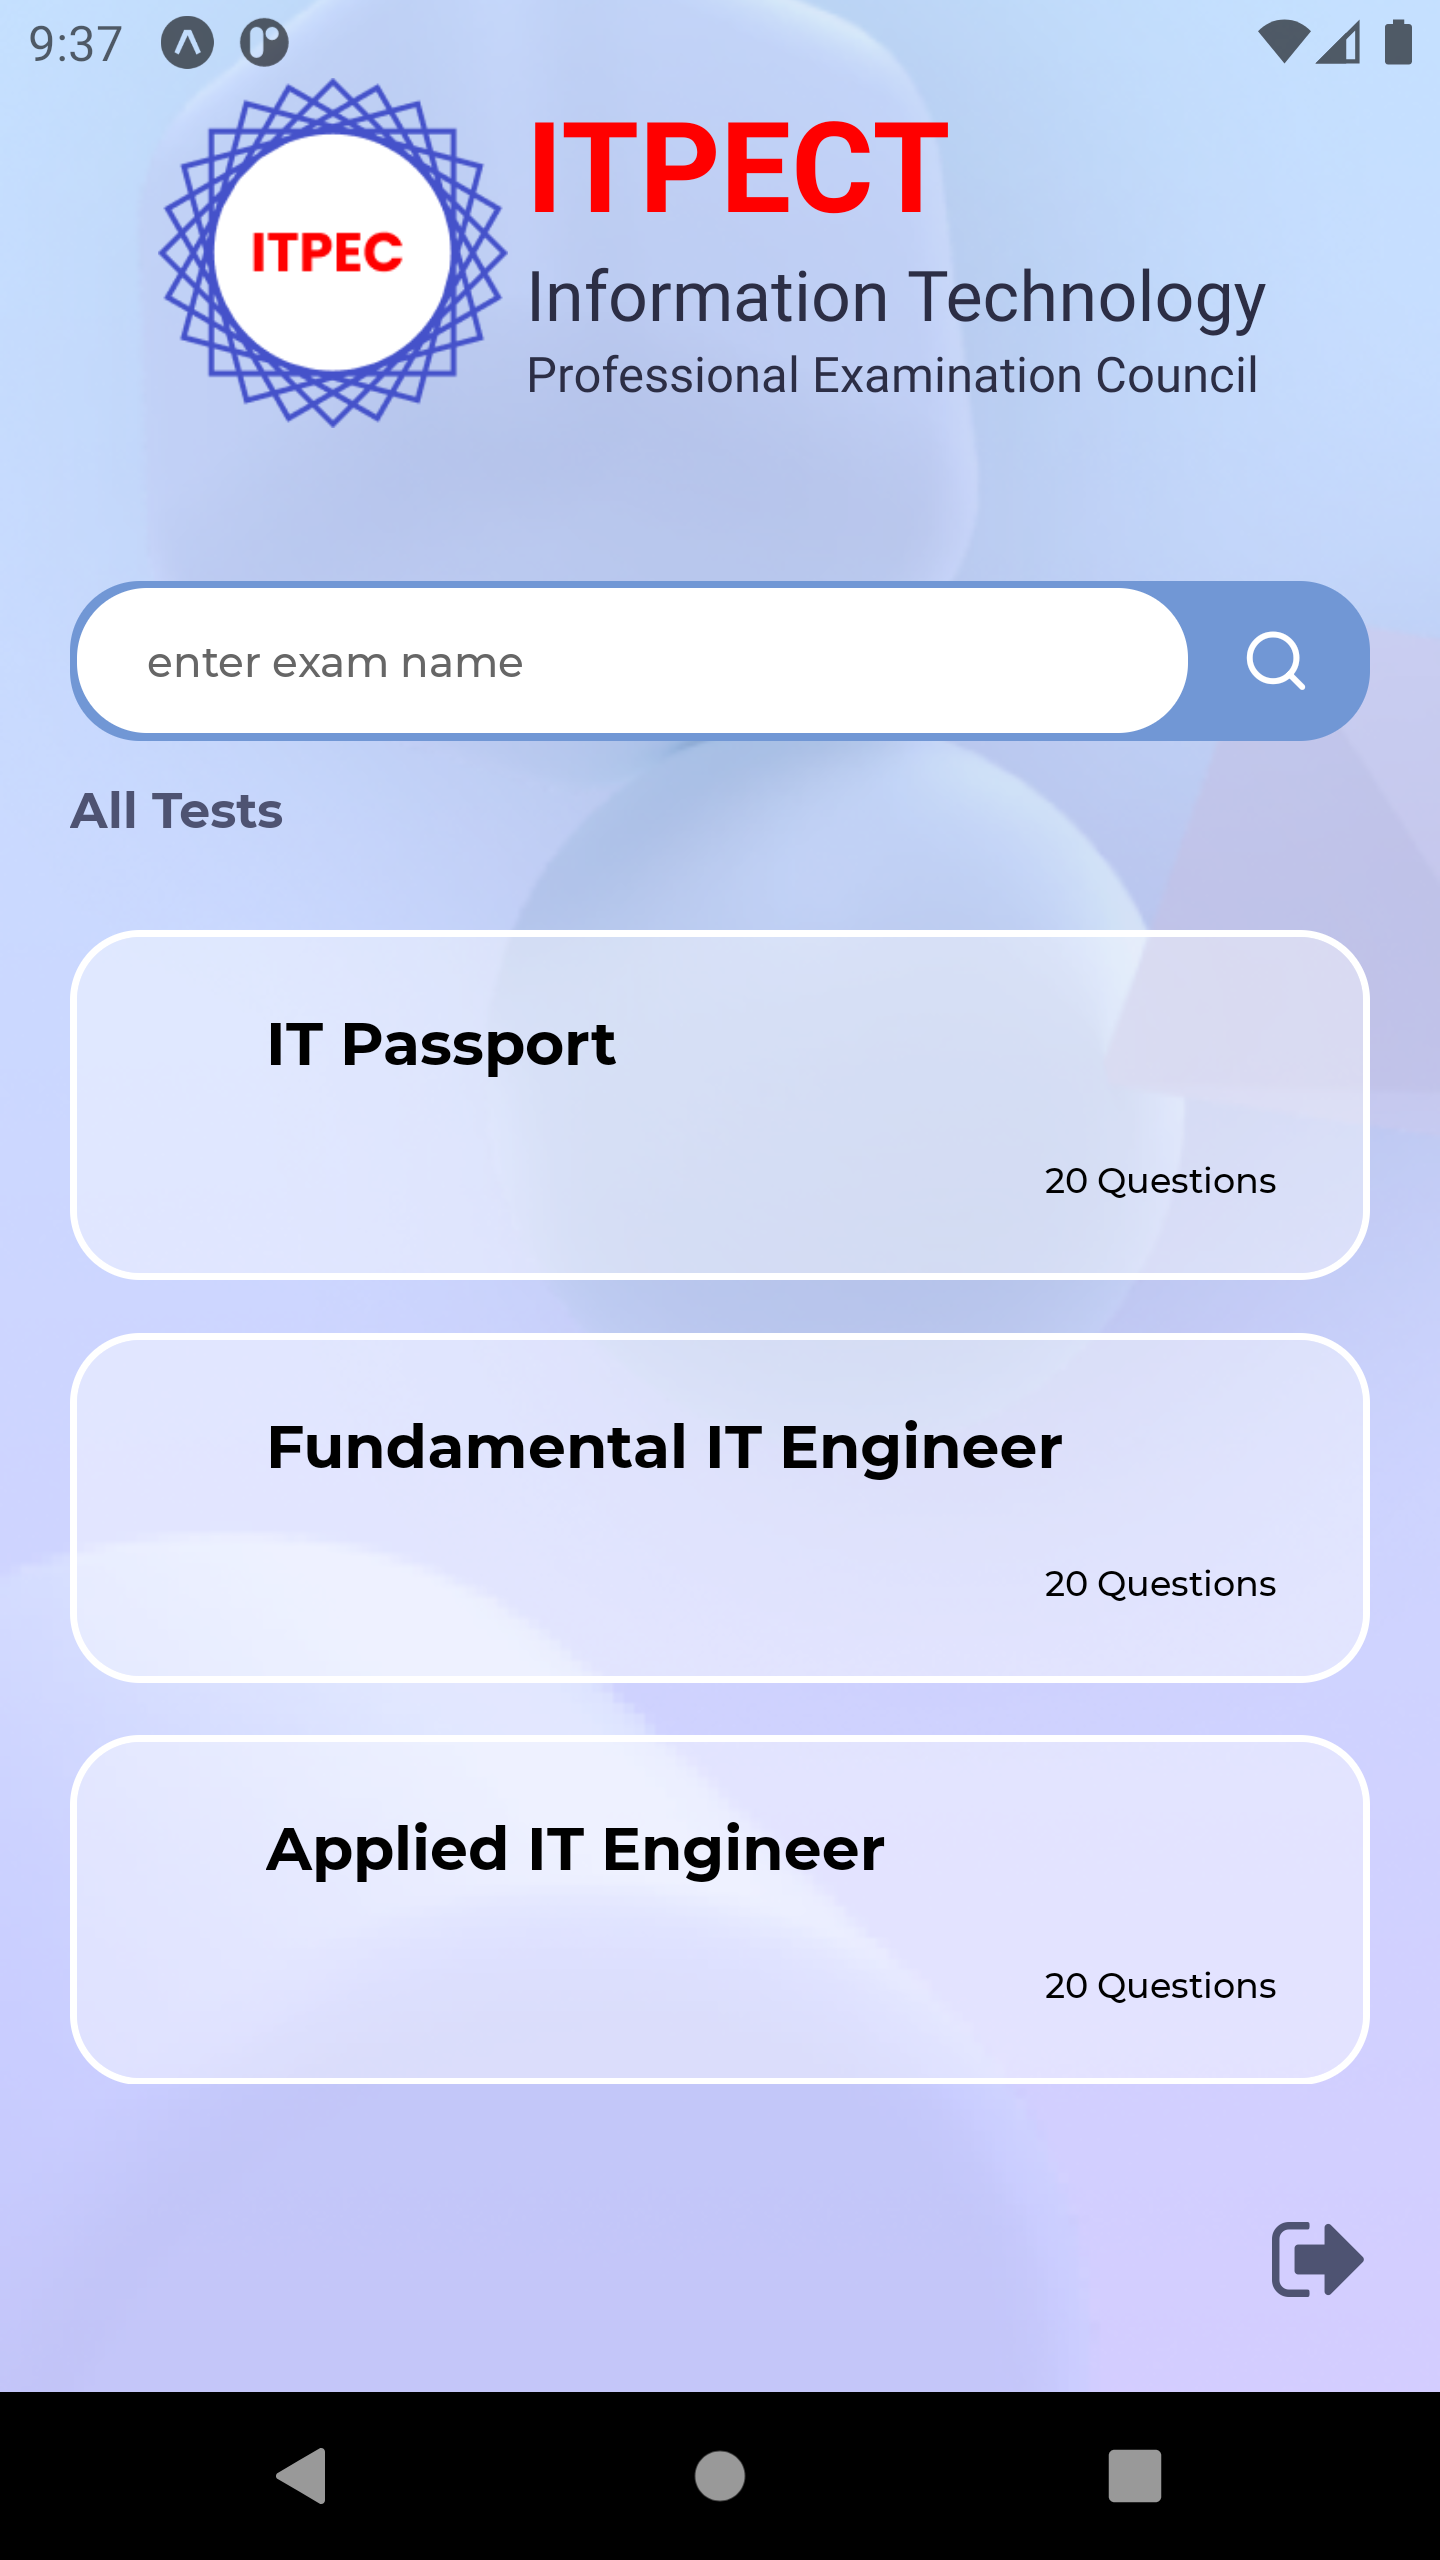 9:37
ITPEC
ITPECT
Information Technology
Professional Examination Council
enter exam name
All Tests
IT Passport
20 Questions
Fundamental IT Engineer
20 Questions
Applied IT Engineer
20 Questions